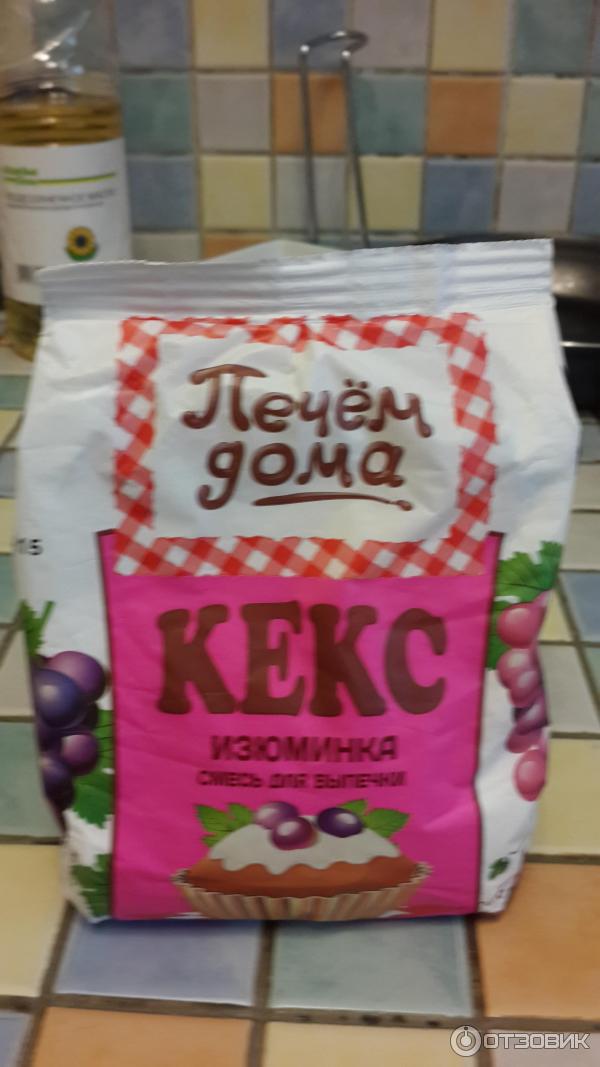 Печём
дома
КЕКС
ИЗЮМИНКА
СМЕСЬ ДЛЯ ВЫПЕЧКИ
ОТЗОВИК